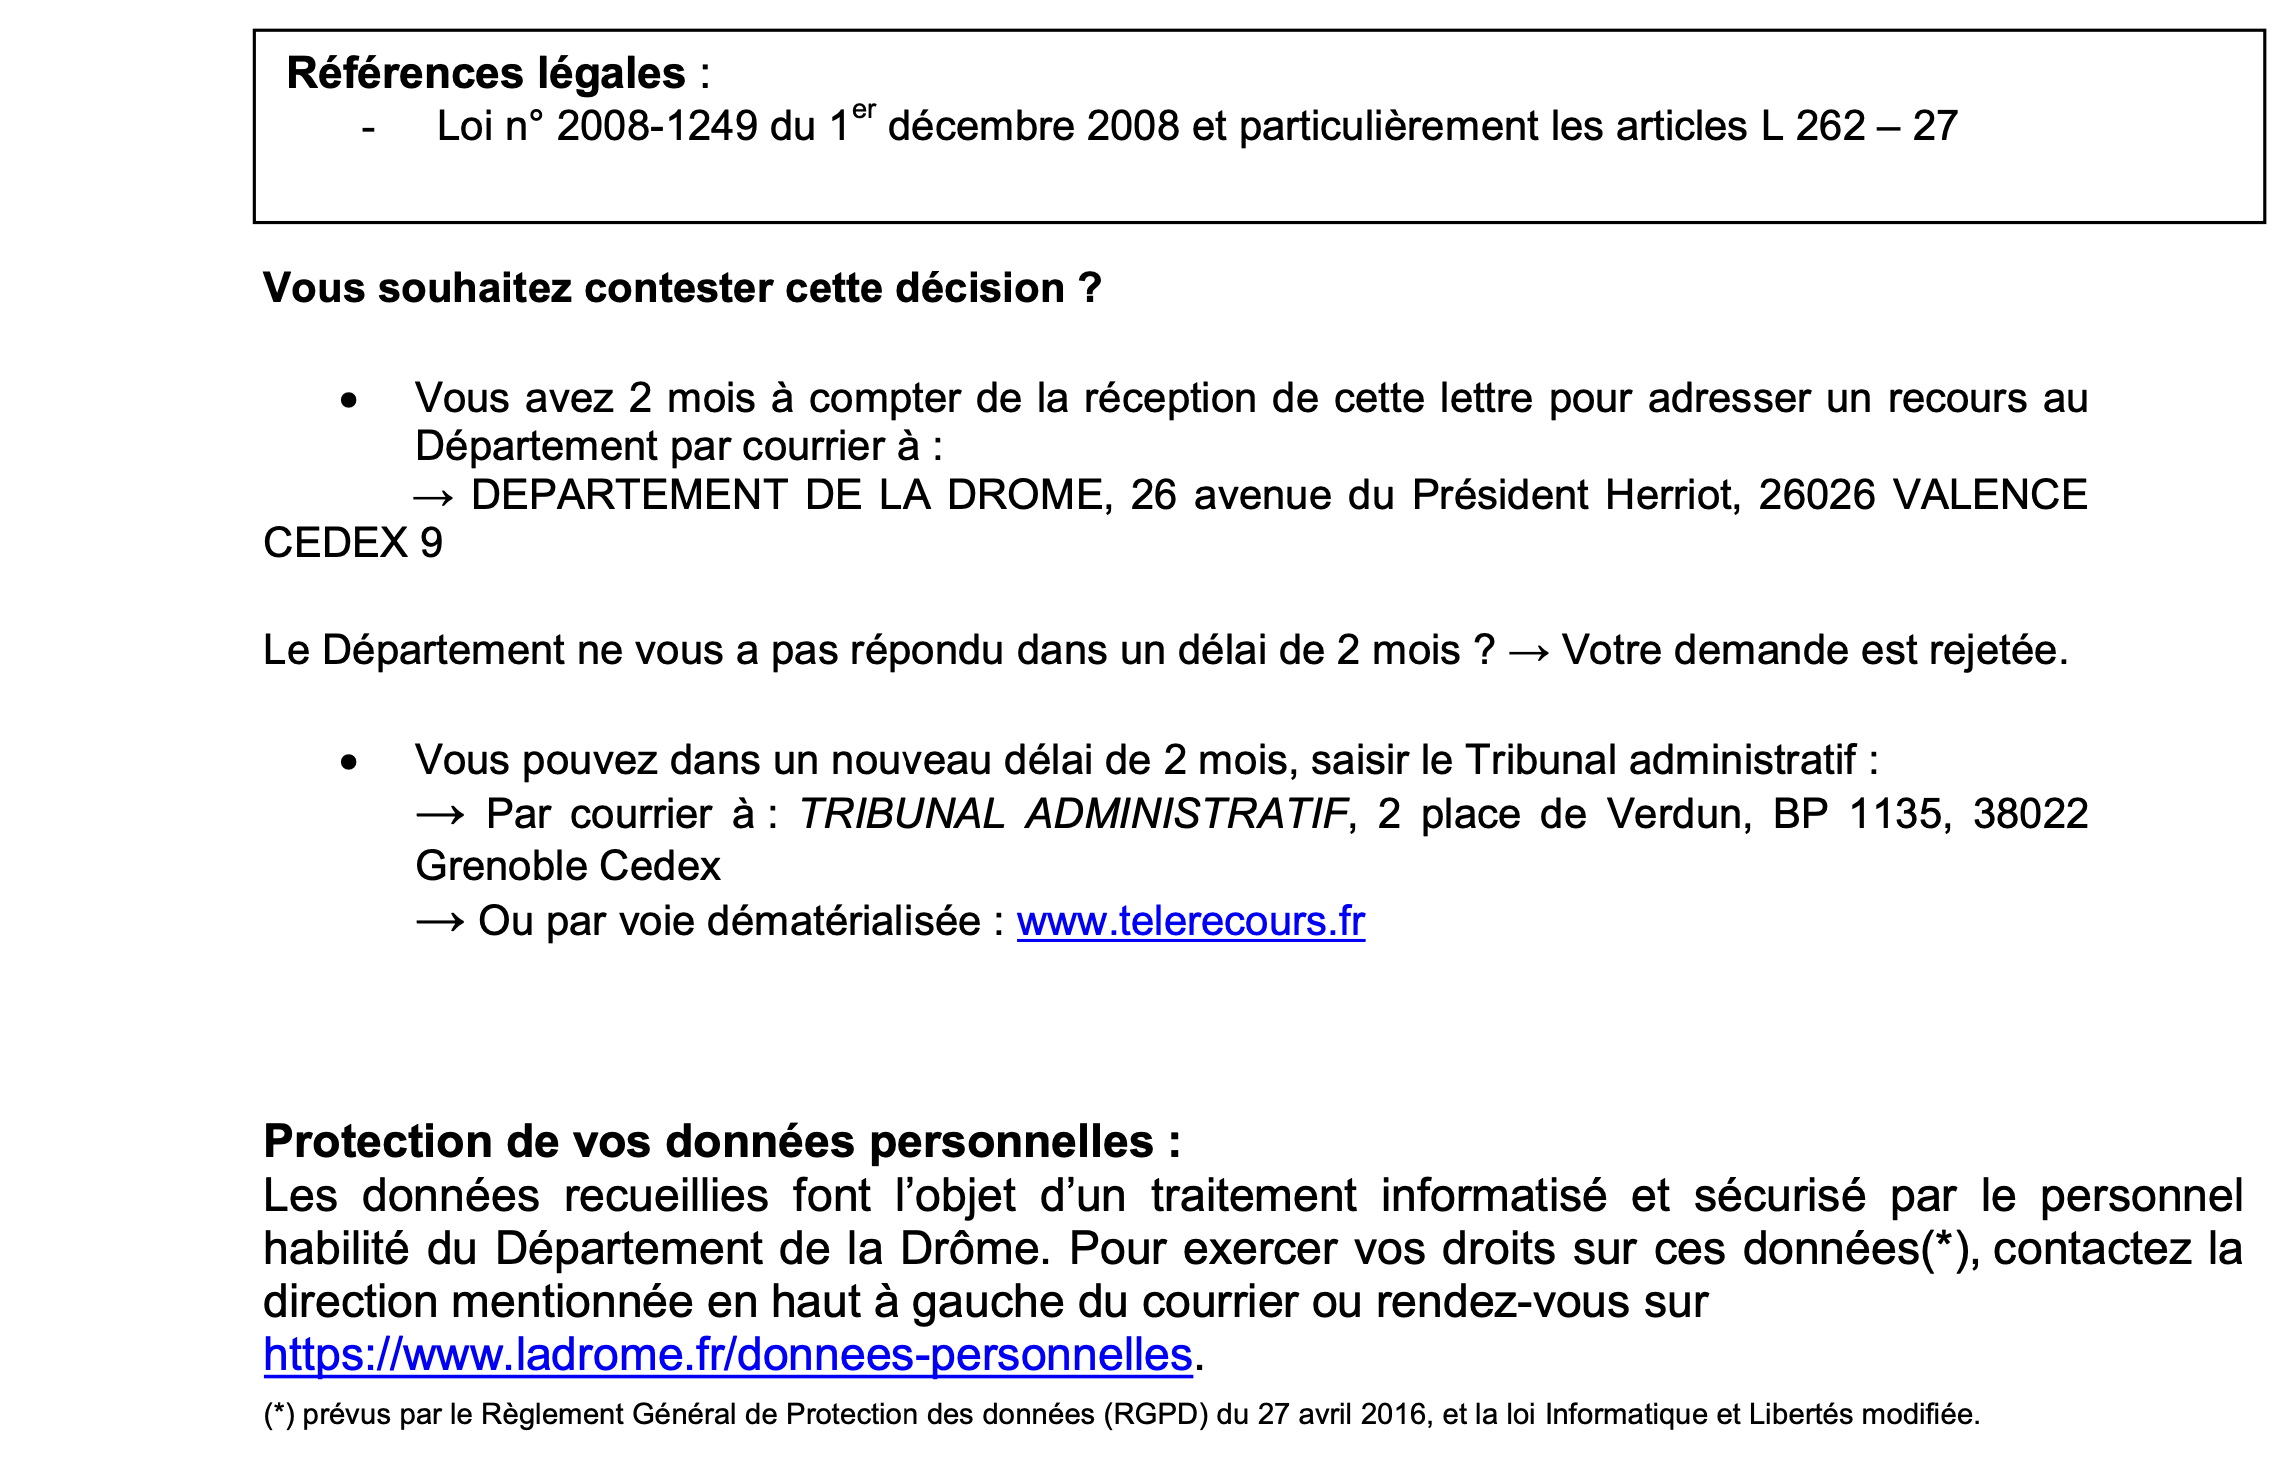 Références légales :
- Loi n° 2008-1249 du 1er décembre 2008 et particulièrement les articles L 262 – 27
Vous souhaitez contester cette décision ?
• Vous avez 2 mois à compter de la réception de cette lettre pour adresser un recours au
Département par courrier à :
→ DEPARTEMENT DE LA DROME, 26 avenue du Président Herriot, 26026 VALENCE
CEDEX 9
Le Département ne vous a pas répondu dans un délai de 2 mois ? → Votre demande est rejetée.
• Vous pouvez dans un nouveau délai de 2 mois, saisir le Tribunal administratif :
→ Par courrier à : TRIBUNAL ADMINISTRATIF, 2 place de Verdun, BP 1135, 38022
Grenoble Cedex
→ Ou par voie dématérialisée : www.telerecours.fr
Protection de vos données personnelles :
Les données recueillies font l’objet d’un traitement informatisé et sécurisé par le personnel
habilité du Département de la Drôme. Pour exercer vos droits sur ces données(*), contactez la
direction mentionnée en haut à gauche du courrier ou rendez-vous sur
https://www.ladrome.fr/donnees-personnelles.
(*) prévus par le Règlement Général de Protection des données (RGPD) du 27 avril 2016, et la loi Informatique et Libertés modifiée.